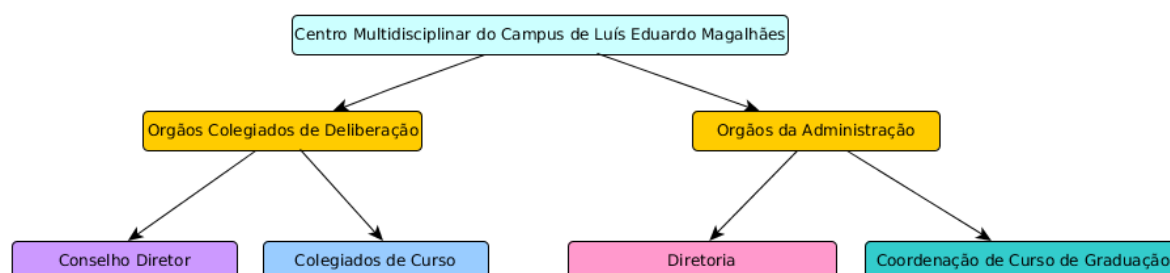 Centro Multidisciplinar do Campus de Luís Eduardo Magalhães
Orgãos Colegiados de Deliberação
Orgãos da Administração
Conselho Diretor
Colegiados de Curso
Diretoria
Coordenação de Curso de Graduação